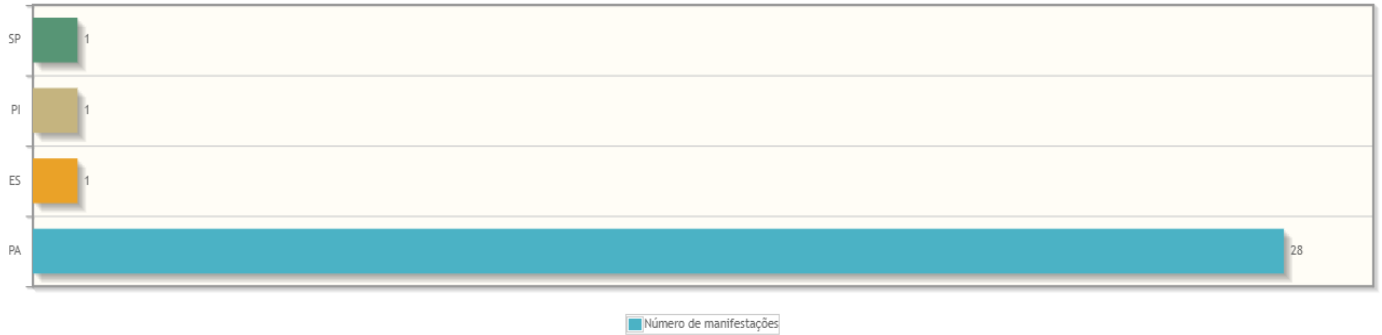 SP 1
PI 1
ES 1
PA 28
Número de manifestações